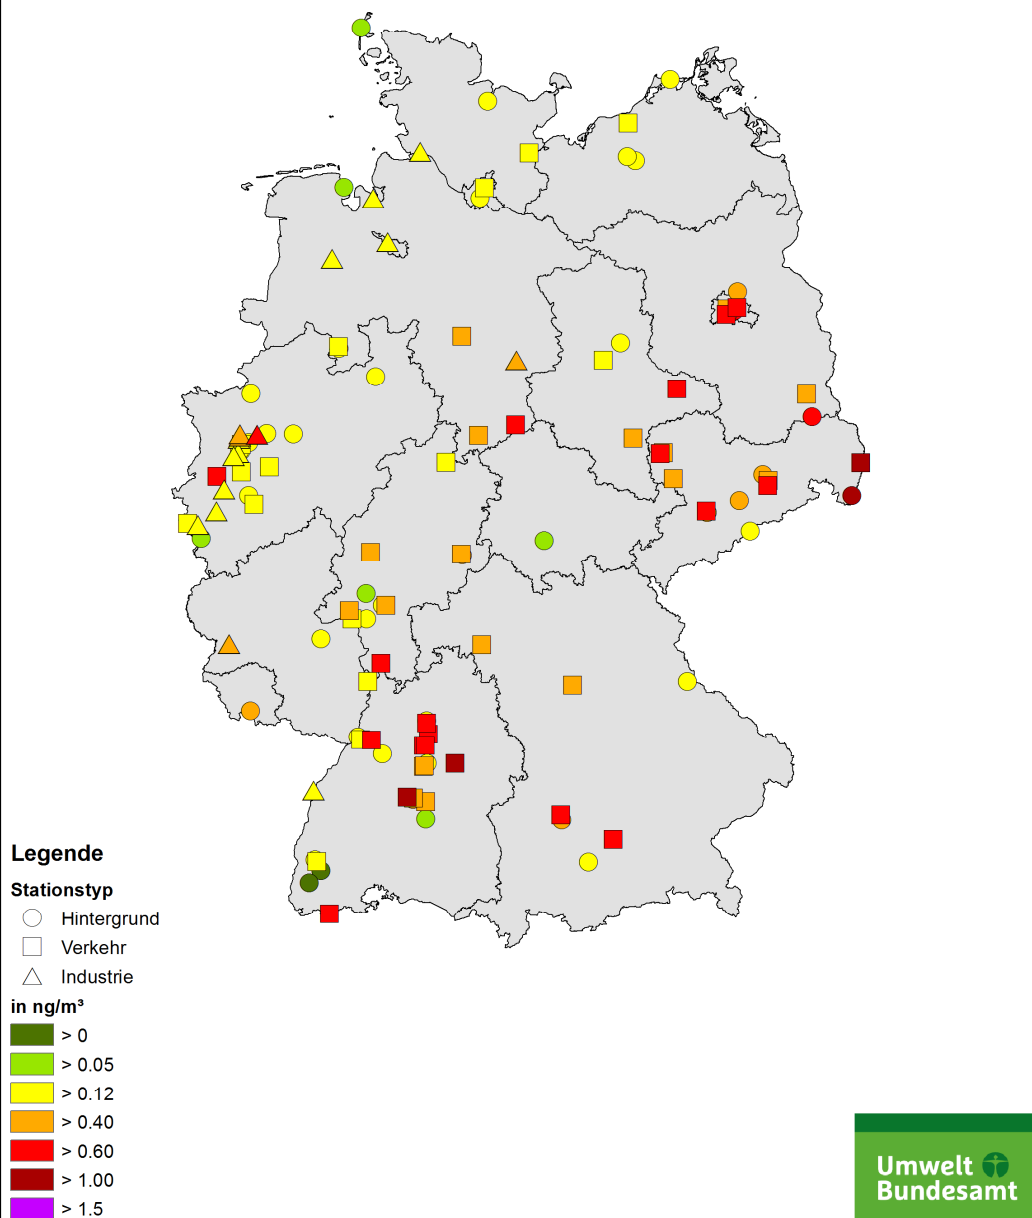 Legende
Stationstyp
Hintergrund
Verkehr
Industrie
in ng/m³
> 0
> 0.05
> 0.12
> 0.40
> 0.60
> 1.00
> 1.5
Umwelt
Bundesamt